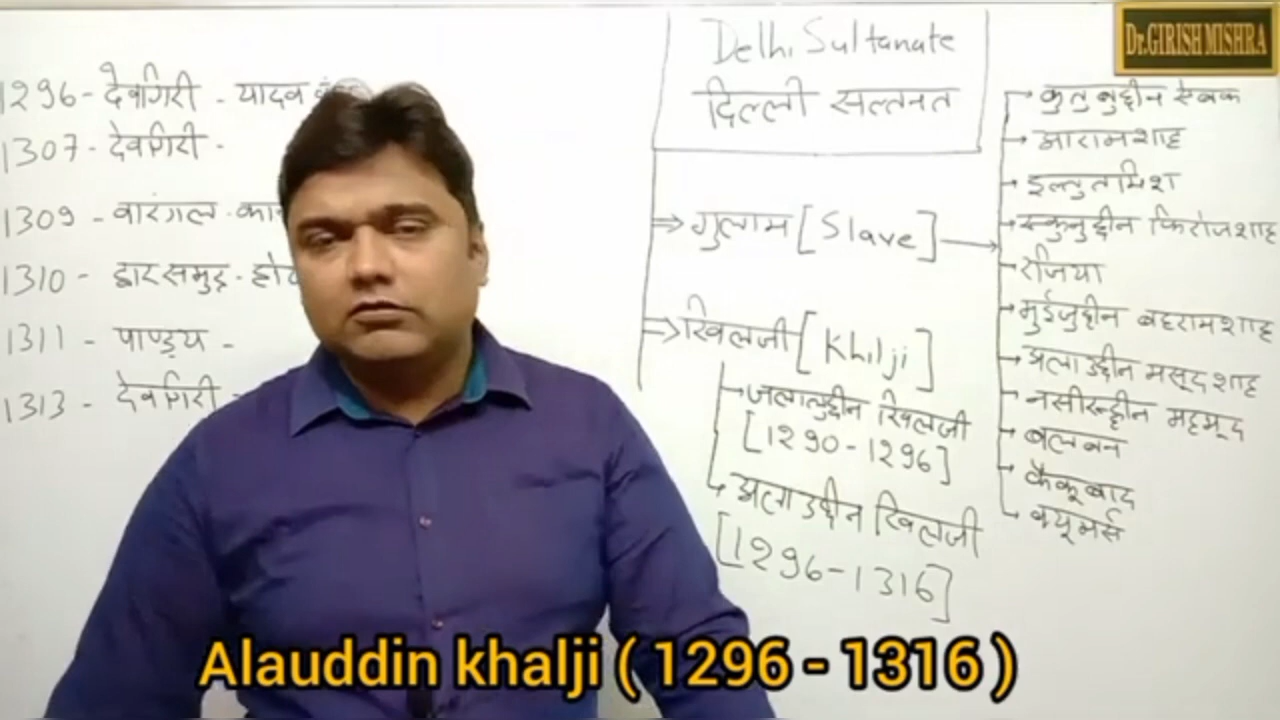 Dr.GIRISH MISHRA
Delhi Sultanate
दिल्ली सल्तनत
1296- देवगिरी - यादव
1307- देवगिरी -
1309 - वारंगल -
1310 - द्वारसमुद्र -
1311 - पाण्ड्य -
1313 - देवगिरी -
⇒ गुलाम [Slave]
⇒ खिलजी [Khilji]
जलालुद्दीन खिलजी
[1290-1296]
अलाउद्दीन खिलजी
[1296-1316]
कुतुबुद्दीन ऐबक
आरामशाह
इल्तुतमिश
रूकुनुद्दीन फिरोजशाह
रजिया
मुईजुद्दीन बहरामशाह
अलाउद्दीन मसूदशाह
नसीरूद्दीन महमूद
बलबन
कैकूबाद
क्यूमर्स
Alauddin khalji ( 1296 - 1316 )